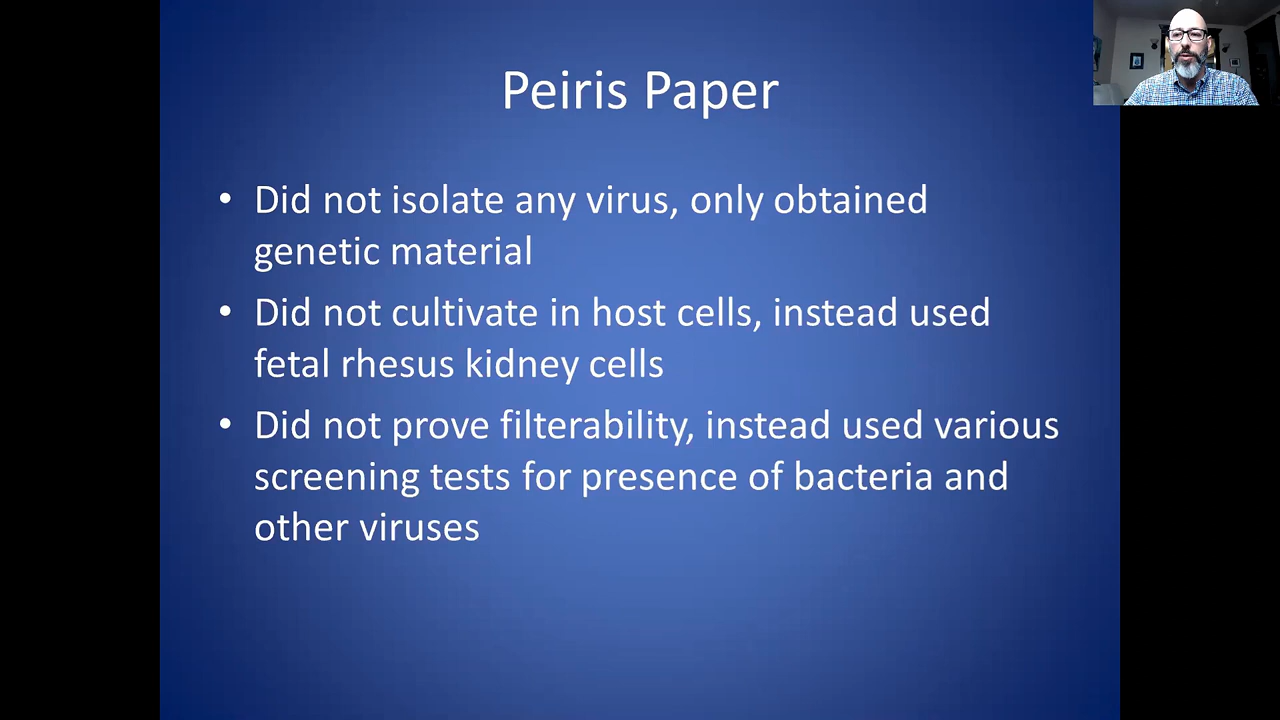 Peiris Paper
• Did not isolate any virus, only obtained
genetic material
• Did not cultivate in host cells, instead used
fetal rhesus kidney cells
• Did not prove filterability, instead used various
screening tests for presence of bacteria and
other viruses